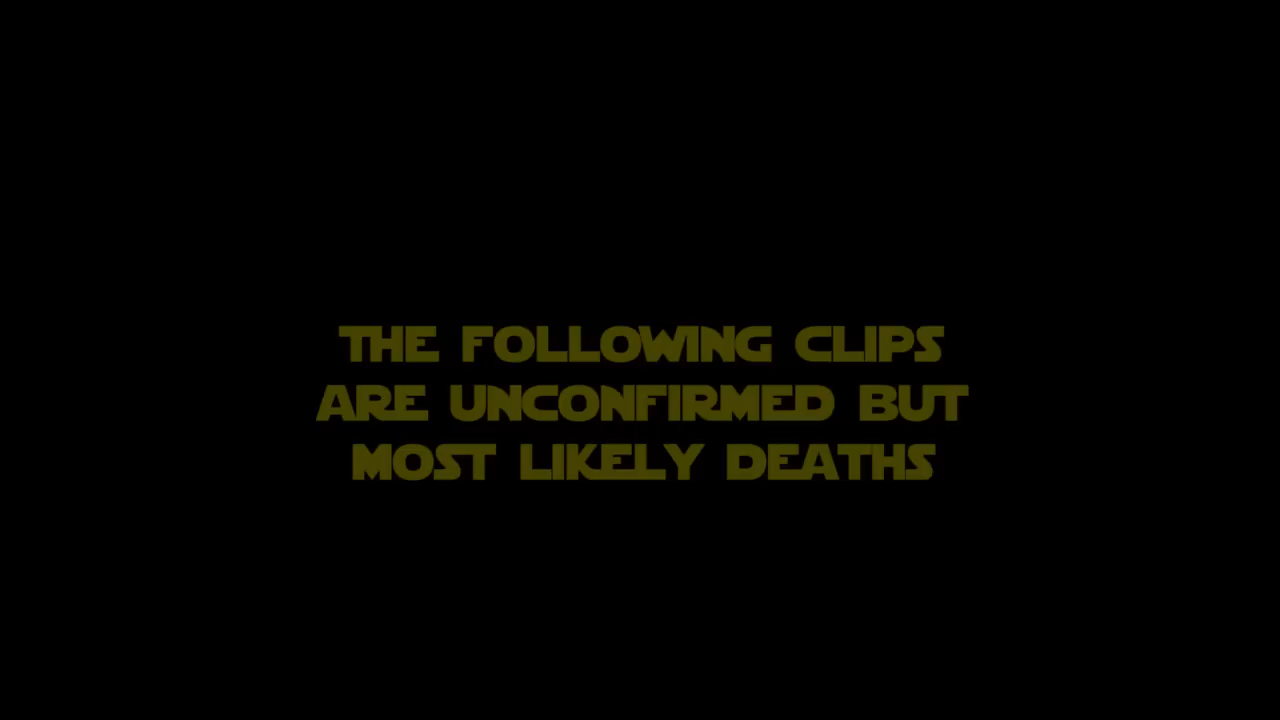 THE FOLLOWING CLIPS
ARE UNCONFIRMED BUT
MOST LIKELY DEATHS